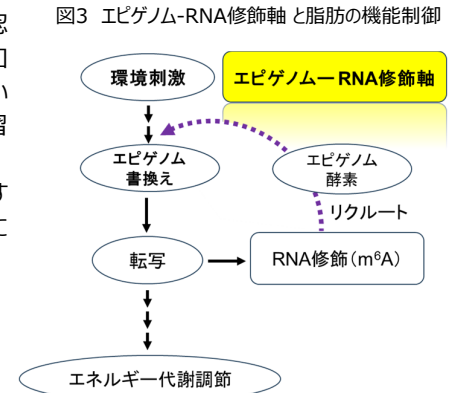 図3 エピゲノム-RNA修飾軸 と脂肪の機能制御
環境刺激
エピゲノムーRNA修飾軸
エピゲノム
書換え
エピゲノム
酵素
リクルート
転写
RNA修飾(m⁶A)
エネルギー代謝調節
い
す